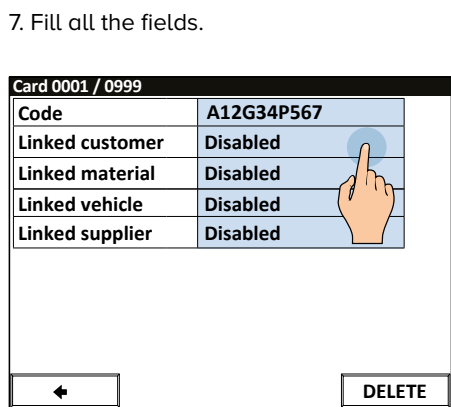 7. Fill all the fields.
Card 0001 / 0999
Code A12G34P567
Linked customer Disabled
Linked material Disabled
Linked vehicle Disabled
Linked supplier Disabled
DELETE